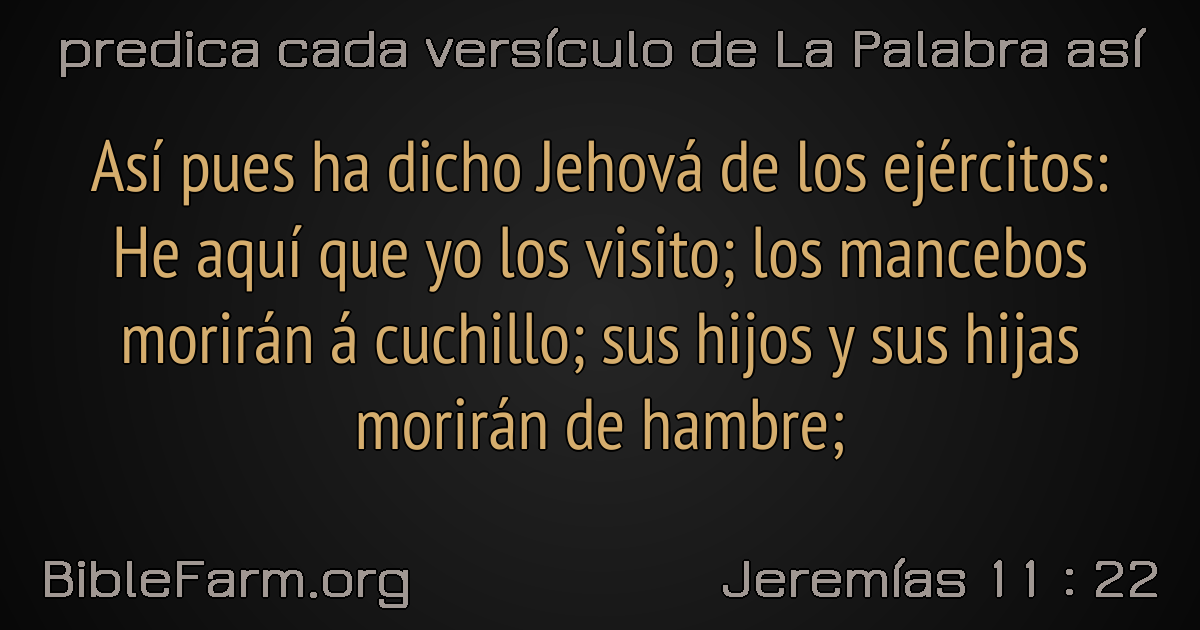 predica cada versículo de La Palabra así
Así pues ha dicho Jehová de los ejércitos:
He aquí que yo los visito; los mancebos
morirán á cuchillo; sus hijos y sus hijas
morirán de hambre;
BibleFarm.org
Jeremías 11 : 22